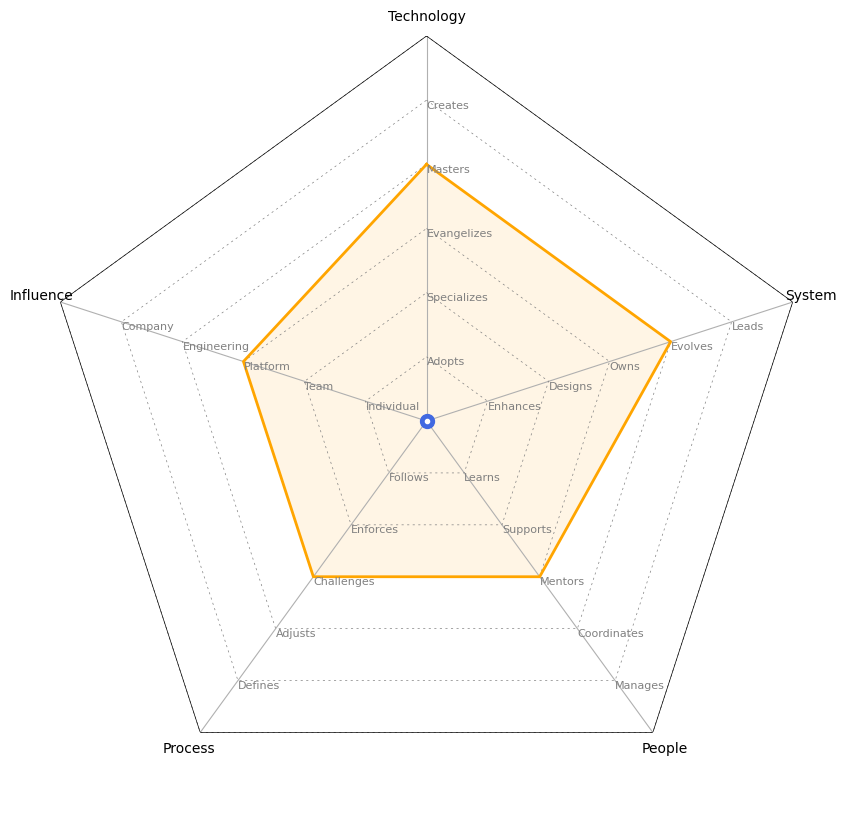 Technology
Creates
Masters
Evangelizes
Specializes
Adopts
System
Leads
Evolves
Owns
Designs
Enhances
Influence
Company
Engineering
Platform
Team
Individual
Follows
Enforces
Challenges
Adjusts
Defines
Process
Learns
Supports
Mentors
Coordinates
Manages
People